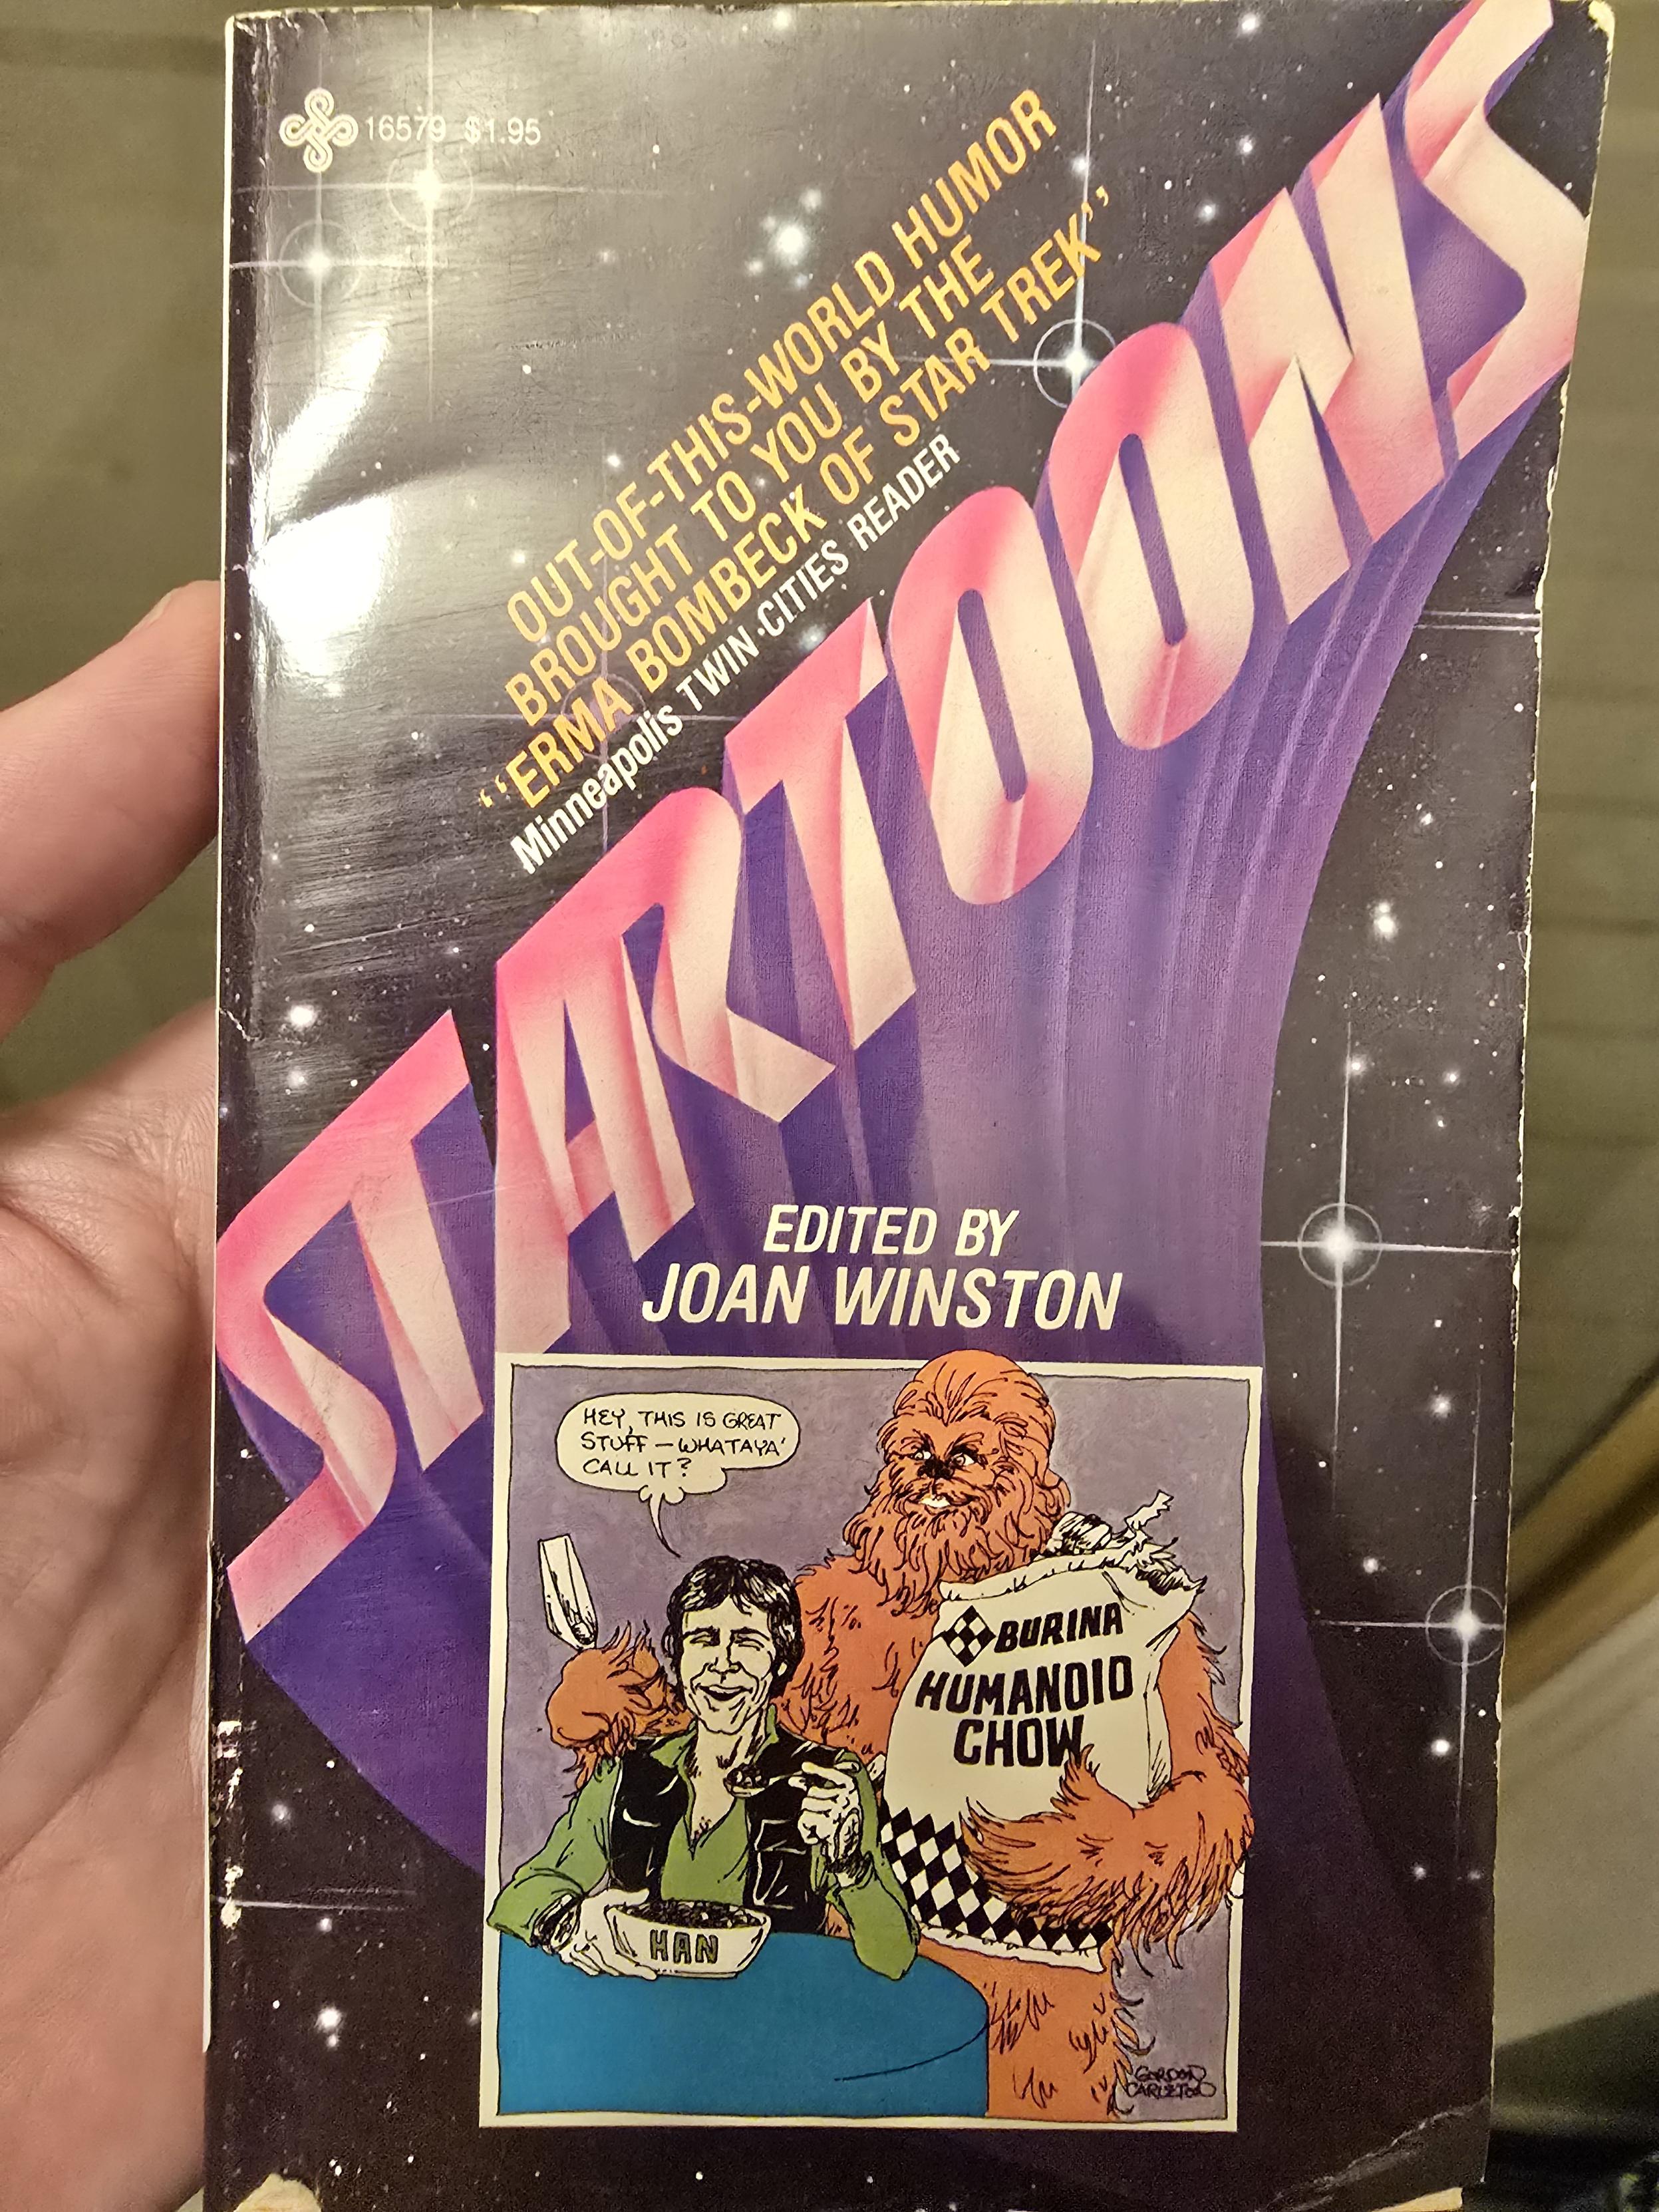 16579 $1.95
OUT-OF-THIS-WORLD HUMOR
BROUGHT TO YOU BY THE
"ERMA BOMBECK OF STAR TREK"
Minneapolis TWIN·CITIES READER
STARTOONS
EDITED BY
JOAN WINSTON
HEY, THIS IS GREAT
STUFF — WHATAYA'
CALL IT?
BURINA
HUMANOID
CHOW
HAN
GORDON
CARLETON